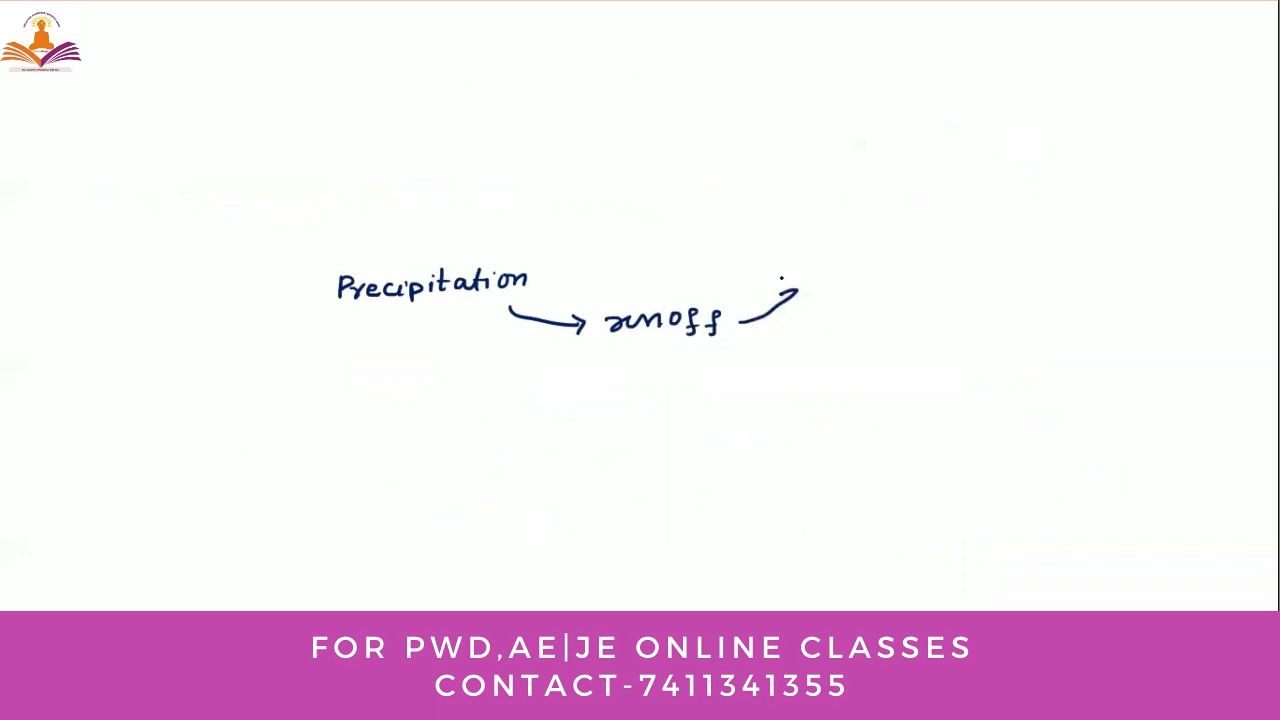 Precipitation
runoff
FOR PWD,AE|JE ONLINE CLASSES
CONTACT-7411341355